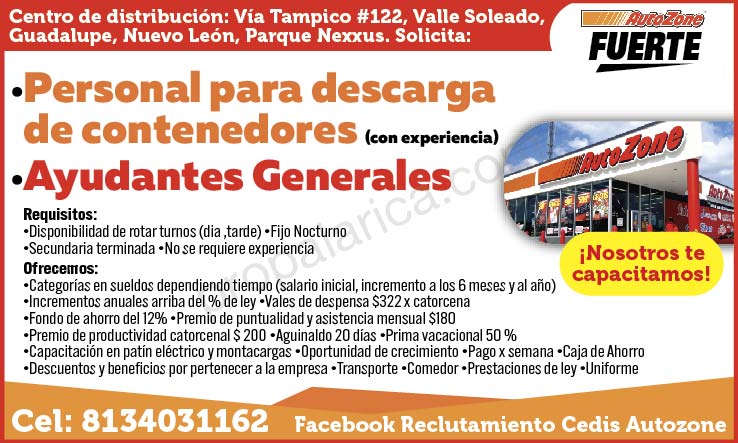 Centro de distribución: Vía Tampico #122, Valle Soleado,
Guadalupe, Nuevo León, Parque Nexxus. Solicita:
AutoZone
FUERTE
•Personal para descarga
de contenedores (con experiencia)
•Ayudantes Generales
AutoZone
Requisitos:
•Disponibilidad de rotar turnos (dia ,tarde) •Fijo Nocturno
•Secundaria terminada •No se requiere experiencia
¡Nosotros te
capacitamos!
Ofrecemos:
•Categorías en sueldos dependiendo tiempo (salario inicial, incremento a los 6 meses y al año)
•Incrementos anuales arriba del % de ley •Vales de despensa $322 x catorcena
•Fondo de ahorro del 12% •Premio de puntualidad y asistencia mensual $180
•Premio de productividad catorcenal $ 200 •Aguinaldo 20 días •Prima vacacional 50 %
•Capacitación en patín eléctrico y montacargas •Oportunidad de crecimiento •Pago x semana •Caja de Ahorro
•Descuentos y beneficios por pertenecer a la empresa •Transporte •Comedor •Prestaciones de ley •Uniforme
Cel: 8134031162 Facebook Reclutamiento Cedis Autozone